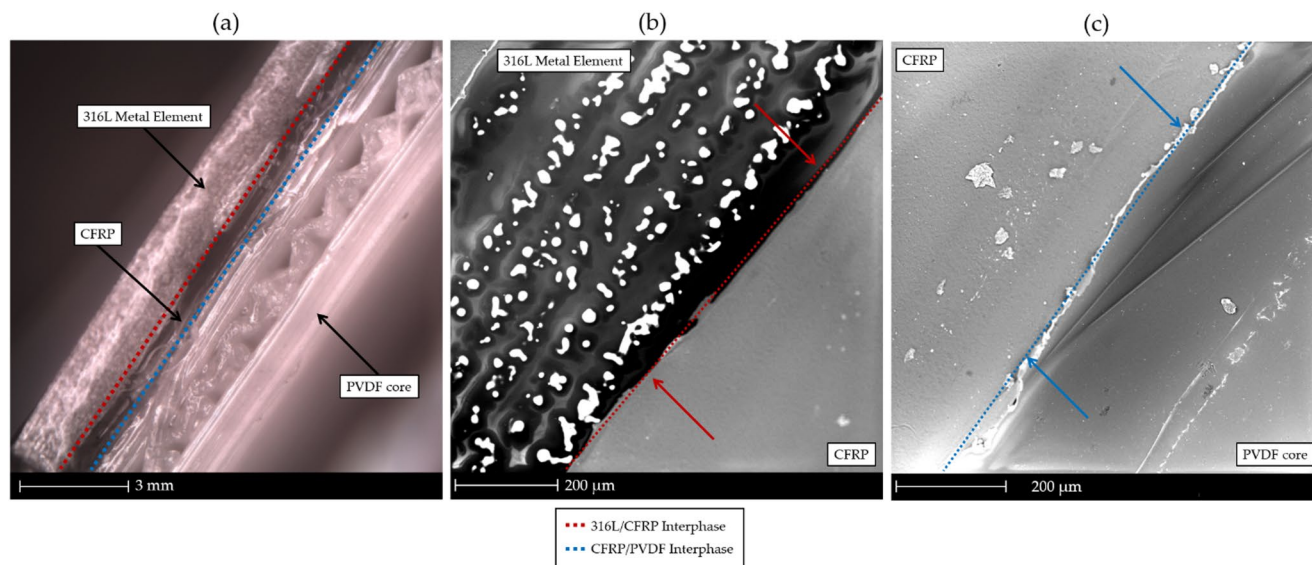 (a)
(b)
(c)
316L Metal Element
CFRP
PVDF core
3 mm
316L Metal Element
CFRP
200 μm
CFRP
PVDF core
200 μm
316L/CFRP Interphase
CFRP/PVDF Interphase